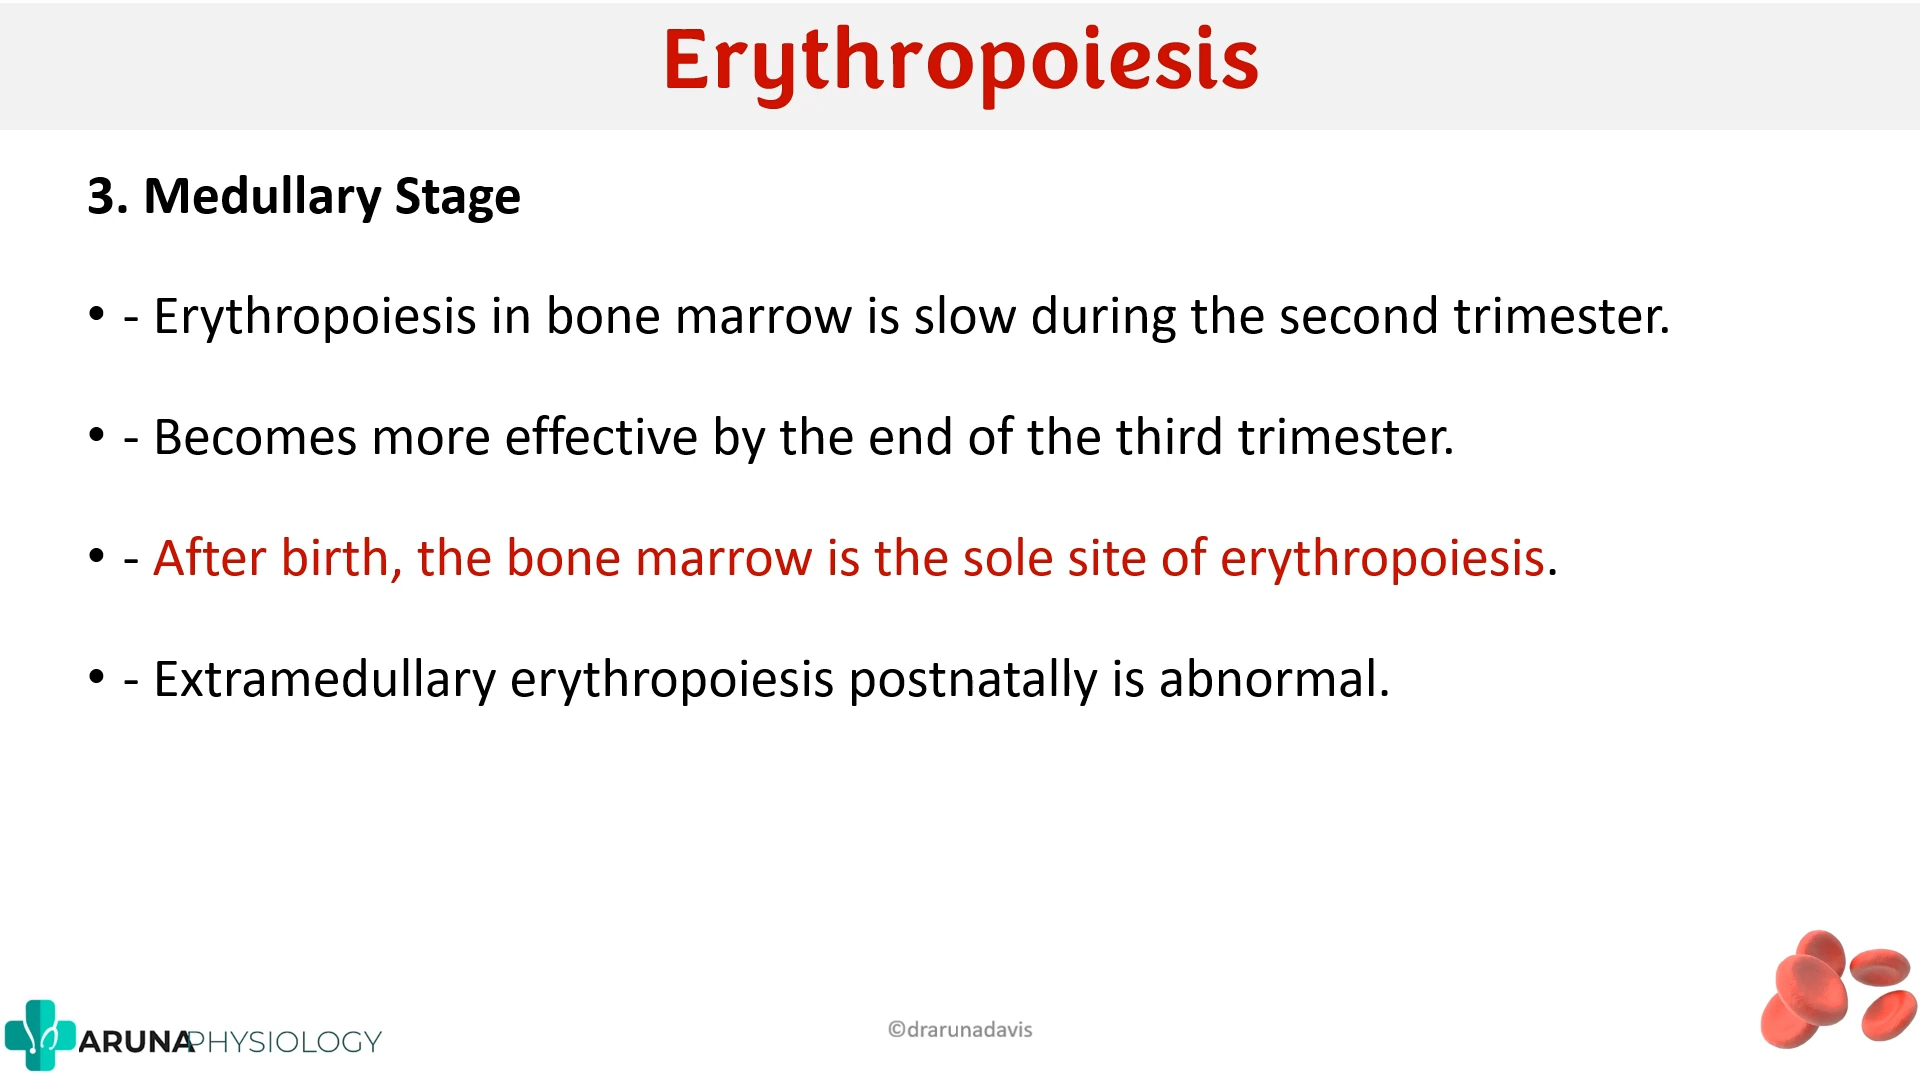 Erythropoiesis
3. Medullary Stage
• - Erythropoiesis in bone marrow is slow during the second trimester.
• - Becomes more effective by the end of the third trimester.
• - After birth, the bone marrow is the sole site of erythropoiesis.
• - Extramedullary erythropoiesis postnatally is abnormal.
ARUNAPHYSIOLOGY
©drarunadavis